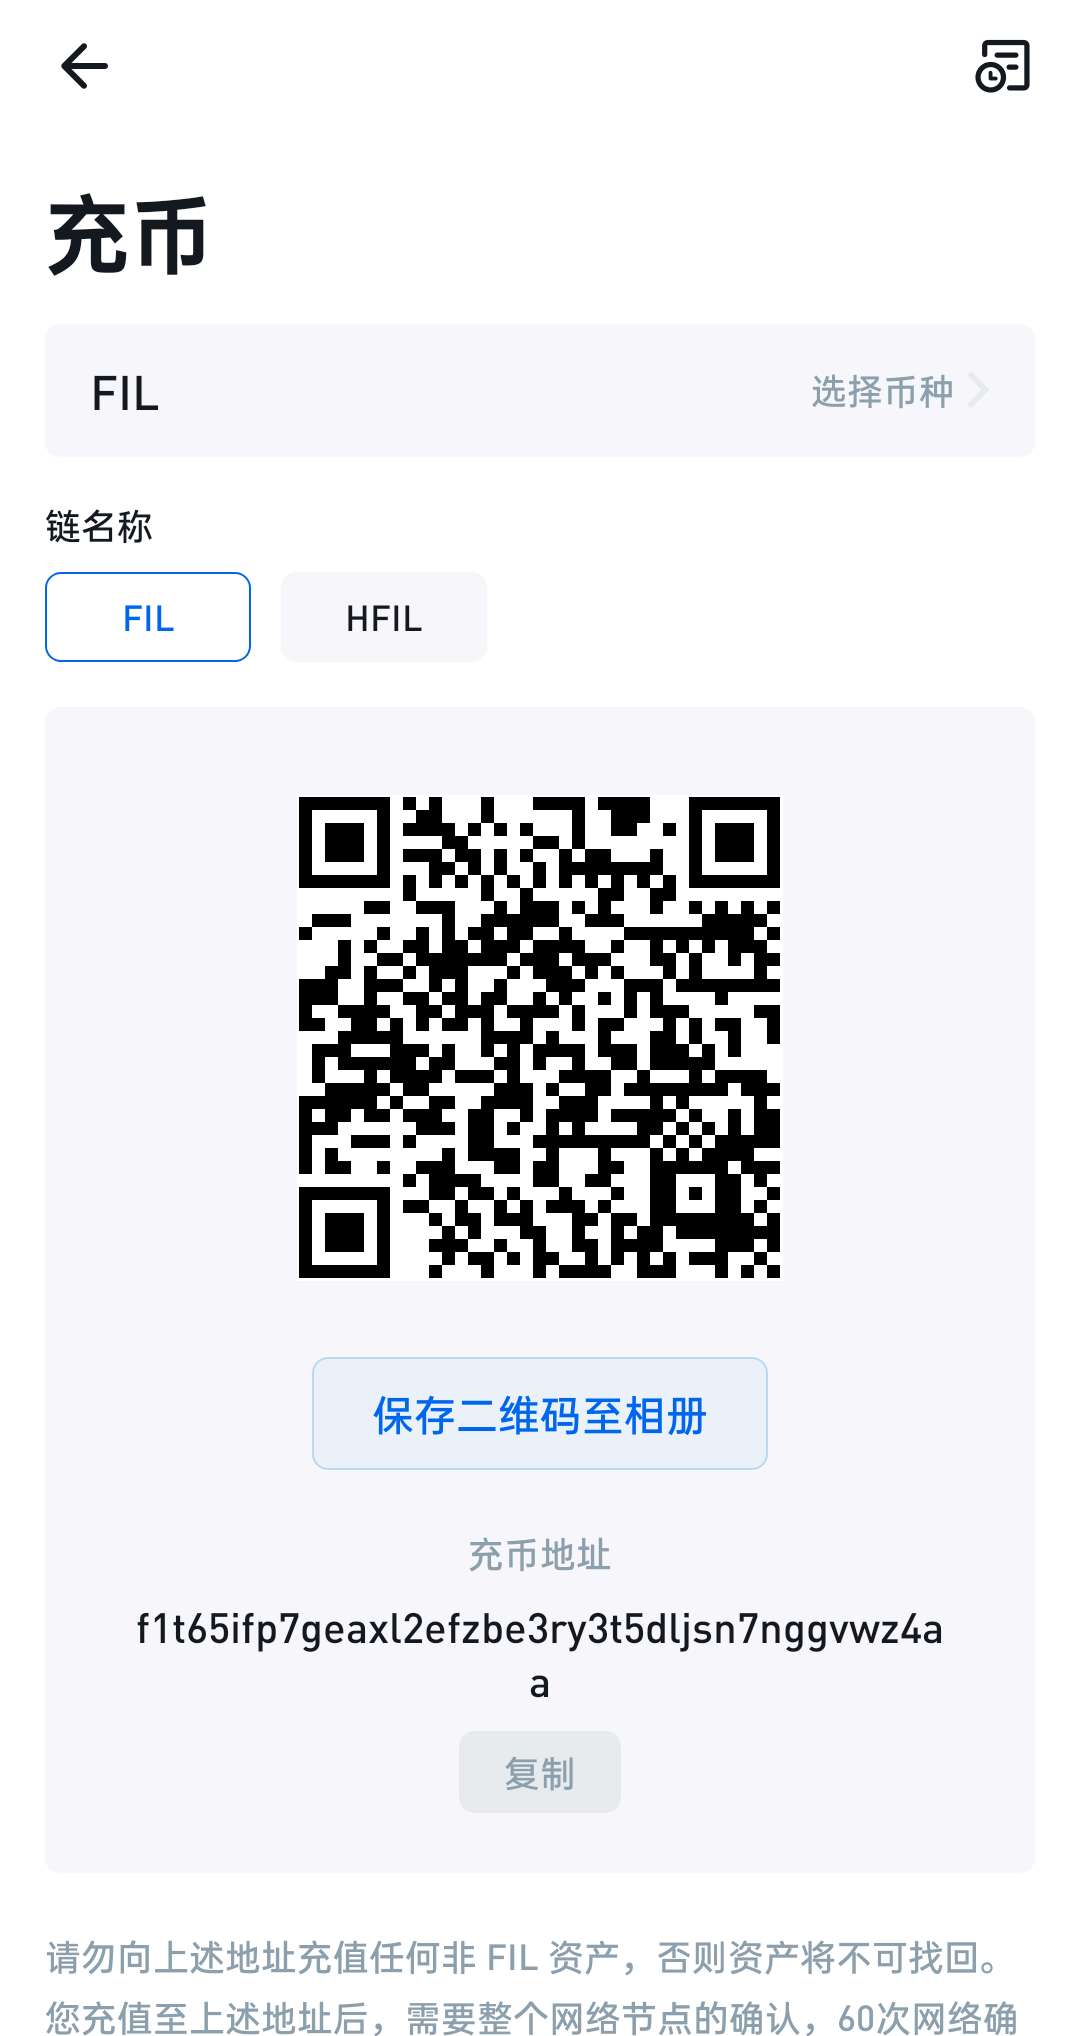 充币
FIL 选择币种
链名称
FIL HFIL
保存二维码至相册
充币地址
f1t65ifp7geaxl2efzbe3ry3t5dljsn7nggvwz4a
a
复制
请勿向上述地址充值任何非 FIL 资产，否则资产将不可找回。
您充值至上述地址后，需要整个网络节点的确认，60次网络确